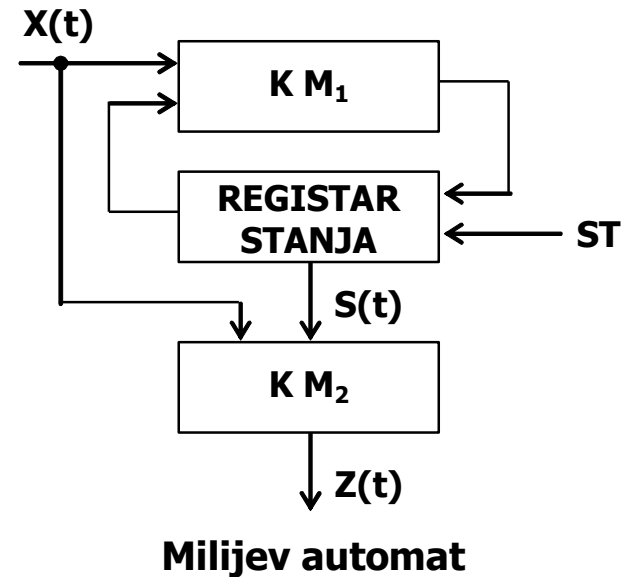 X(t)
K M₁
REGISTAR
STANJA
ST
S(t)
K M₂
Z(t)
Milijev automat